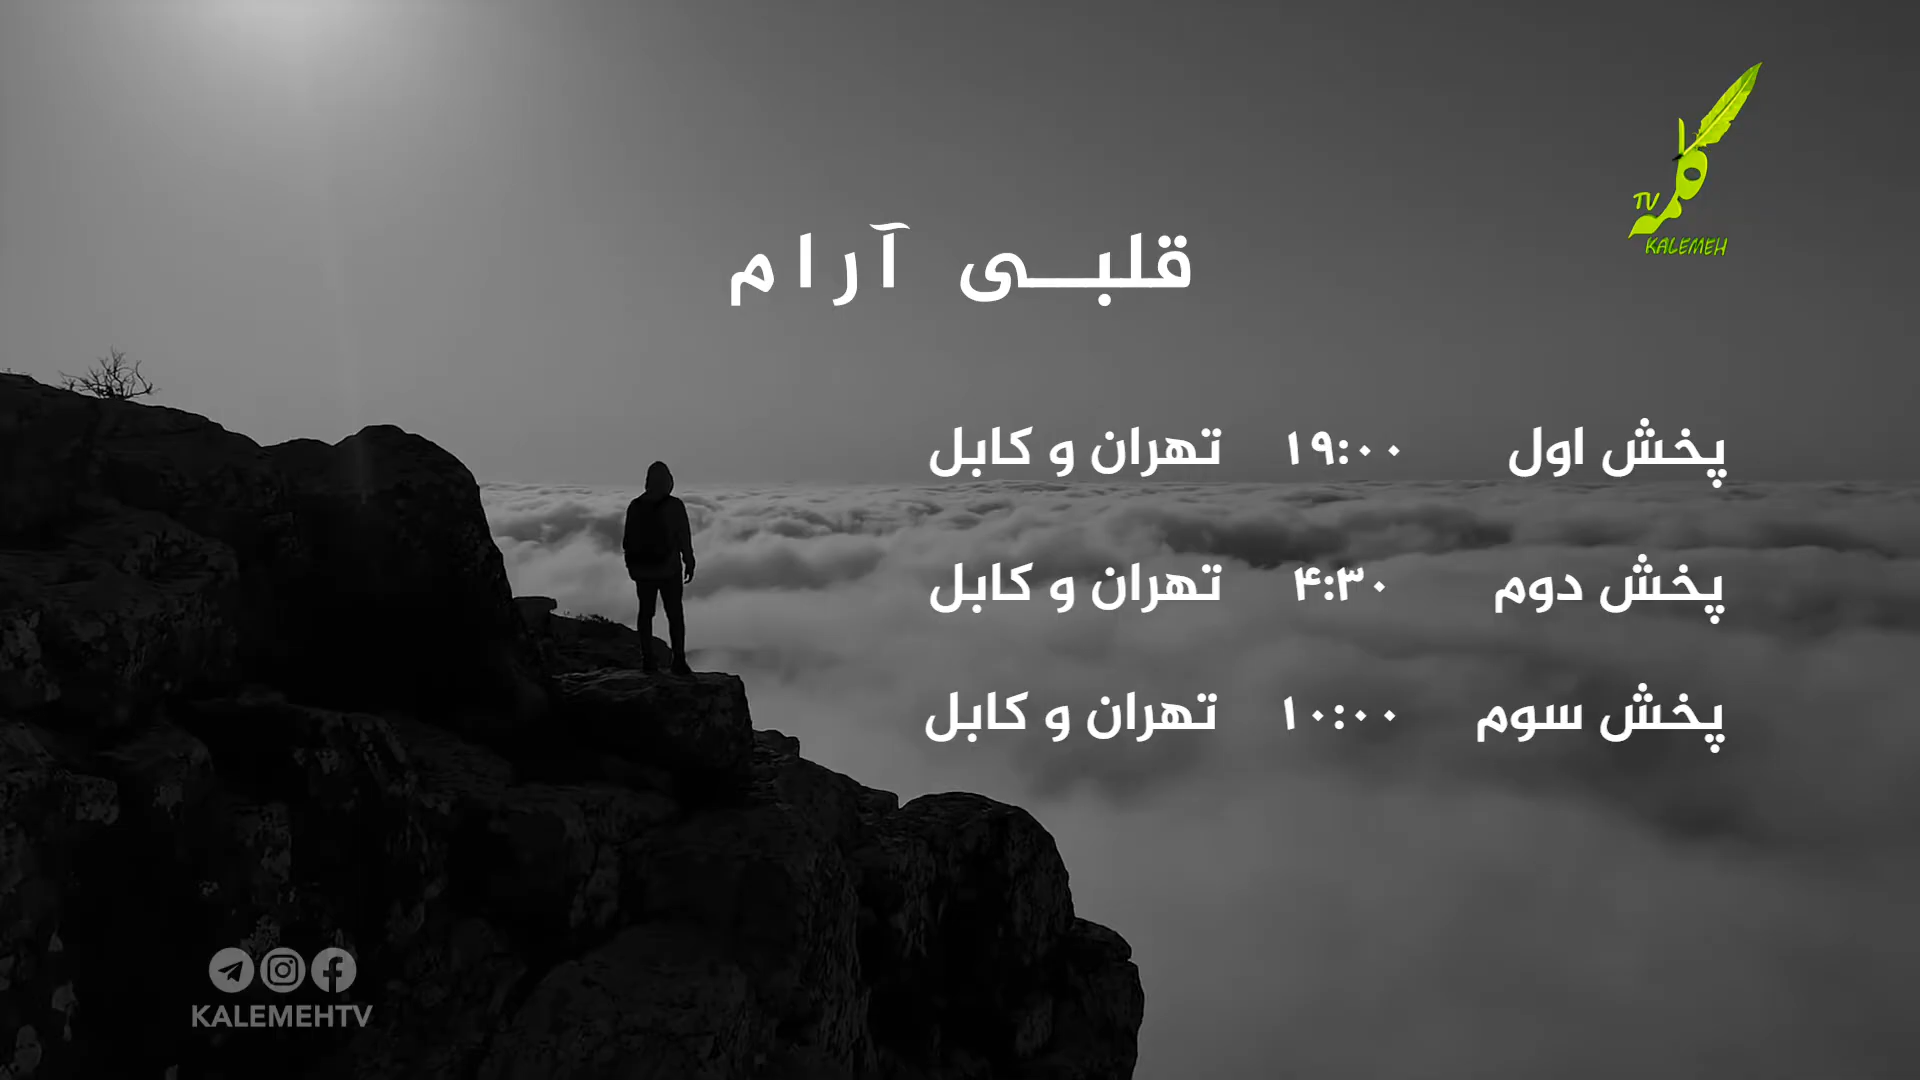 کلمه
TV
KALEMEH
قلبی آرام
پخش اول ۱۹:۰۰ تهران و کابل
پخش دوم ۴:۳۰ تهران و کابل
پخش سوم ۱۰:۰۰ تهران و کابل
KALEMEHTV